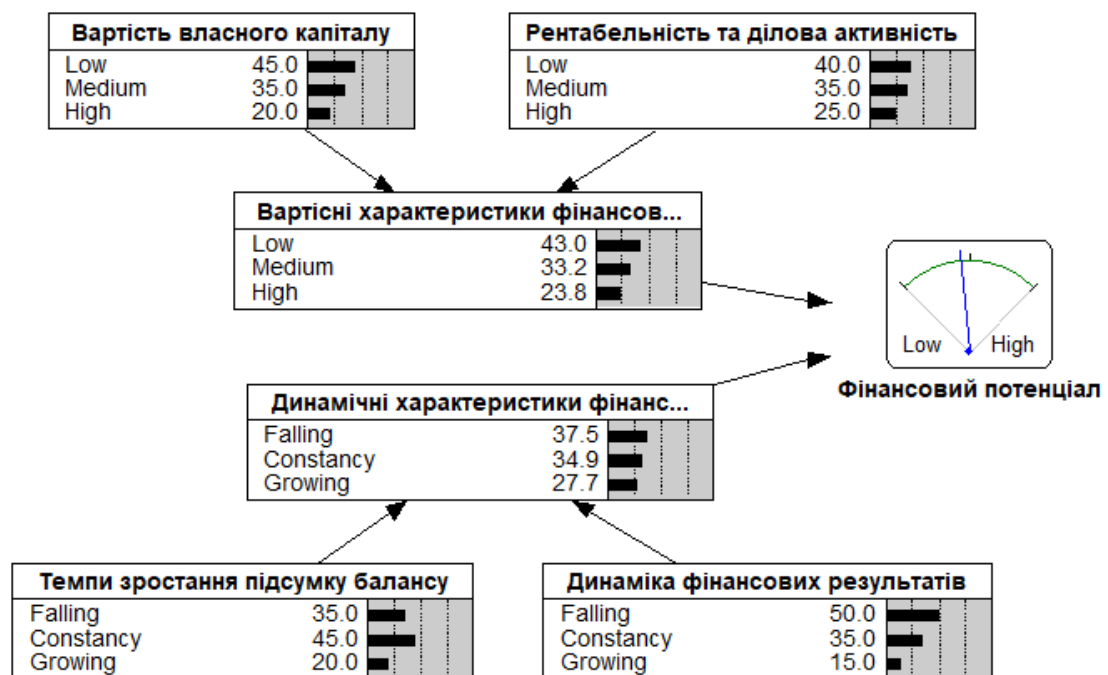 Вартість власного капіталу
Low 45.0
Medium 35.0
High 20.0
Рентабельність та ділова активність
Low 40.0
Medium 35.0
High 25.0
Вартісні характеристики фінансов...
Low 43.0
Medium 33.2
High 23.8
Low High
Фінансовий потенціал
Динамічні характеристики фінанс...
Falling 37.5
Constancy 34.9
Growing 27.7
Темпи зростання підсумку балансу
Falling 35.0
Constancy 45.0
Growing 20.0
Динаміка фінансових результатів
Falling 50.0
Constancy 35.0
Growing 15.0